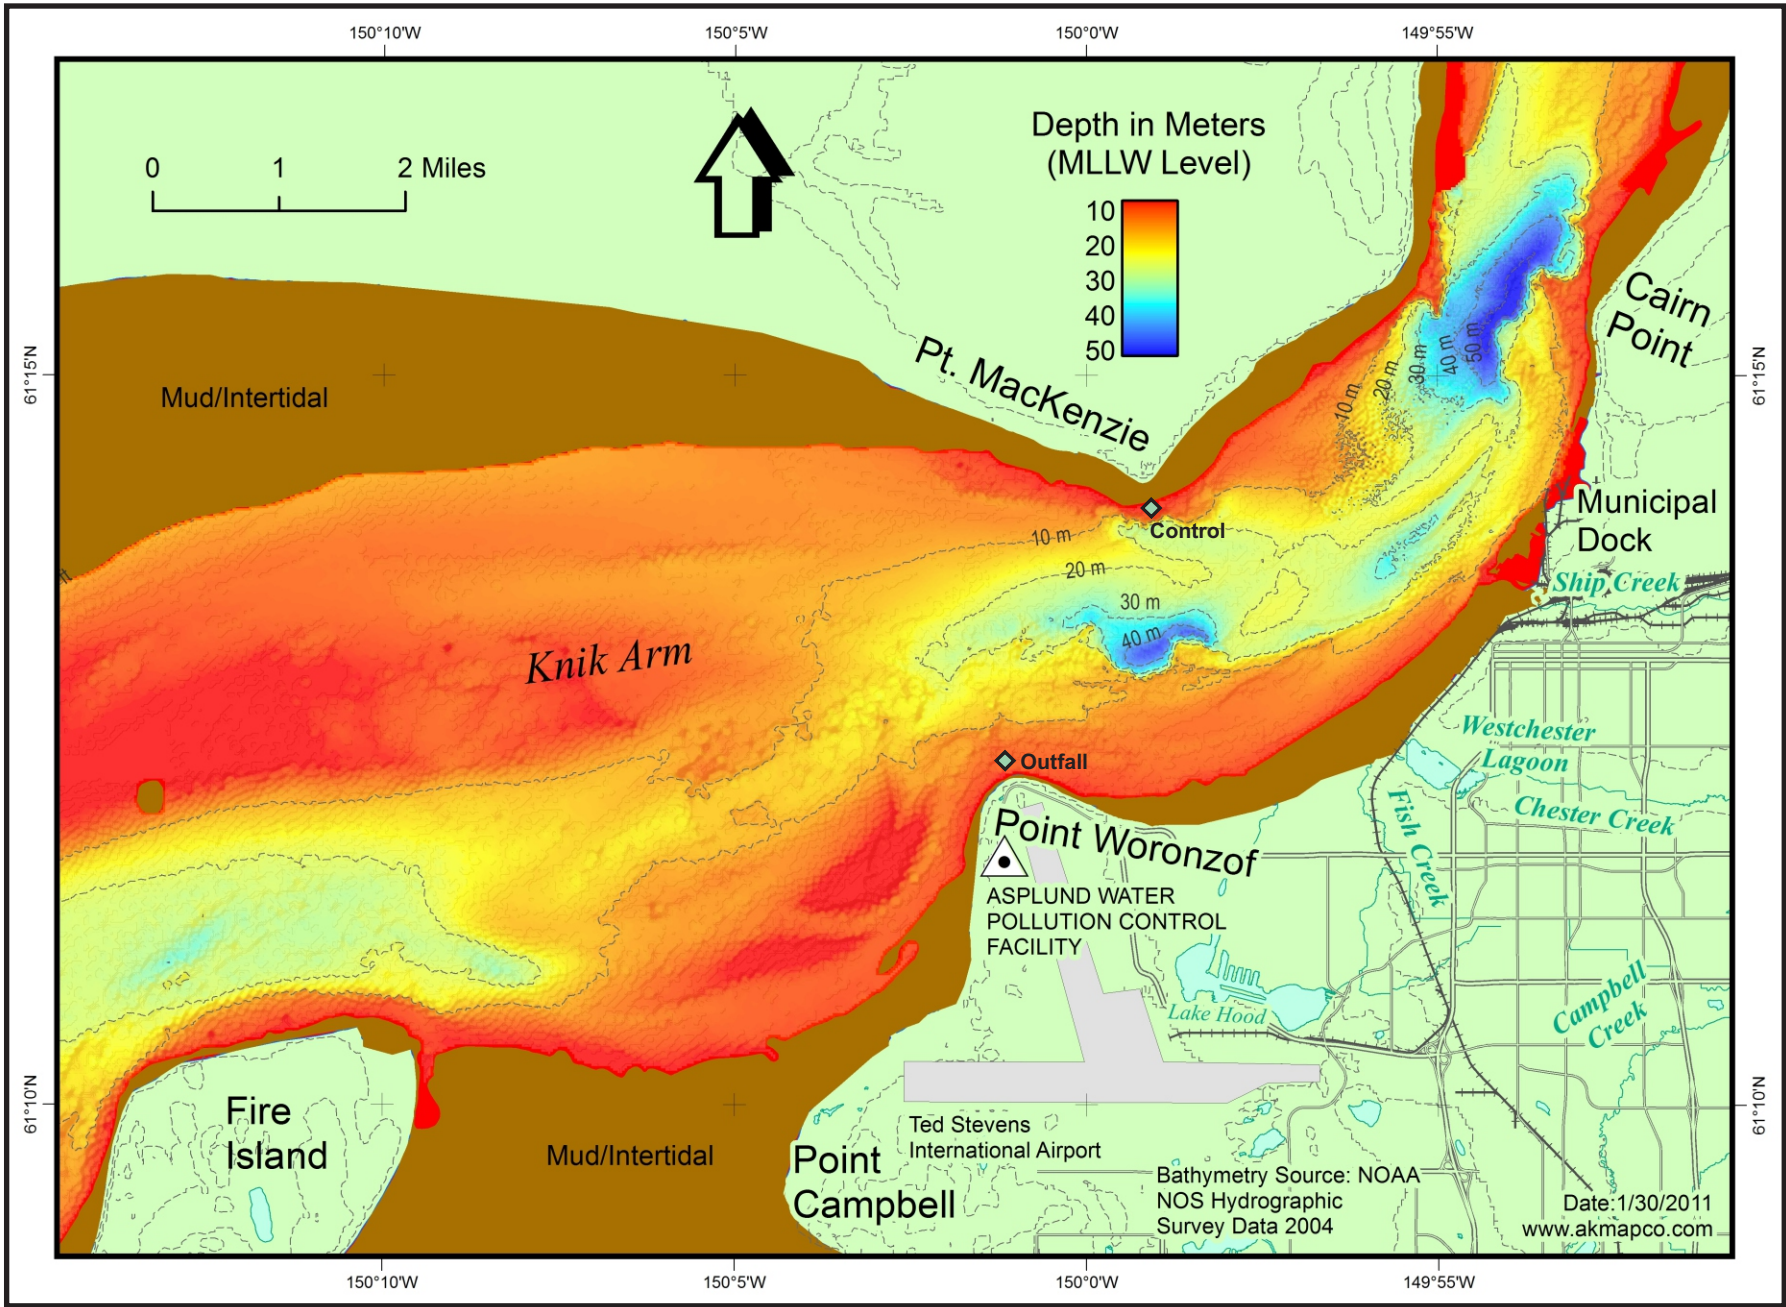 150°10'W
150°5'W
150°0'W
149°55'W
0
1
2 Miles
Depth in Meters
(MLLW Level)
10
20
30
40
50
Cairn
Point
61°15'N
61°15'N
Pt. MacKenzie
Mud/Intertidal
10 m
20 m
30 m
40 m
50 m
Municipal
Dock
Control
10 m
20 m
30 m
40 m
Ship Creek
Knik Arm
Westchester
Lagoon
Outfall
Chester Creek
Fish Creek
Point Woronzof
ASPLUND WATER
POLLUTION CONTROL
FACILITY
Lake Hood
Campbell
Creek
61°10'N
61°10'N
Fire
Island
Mud/Intertidal
Point
Campbell
Ted Stevens
International Airport
Bathymetry Source: NOAA
NOS Hydrographic
Survey Data 2004
Date:1/30/2011
www.akmapco.com
150°10'W
150°5'W
150°0'W
149°55'W